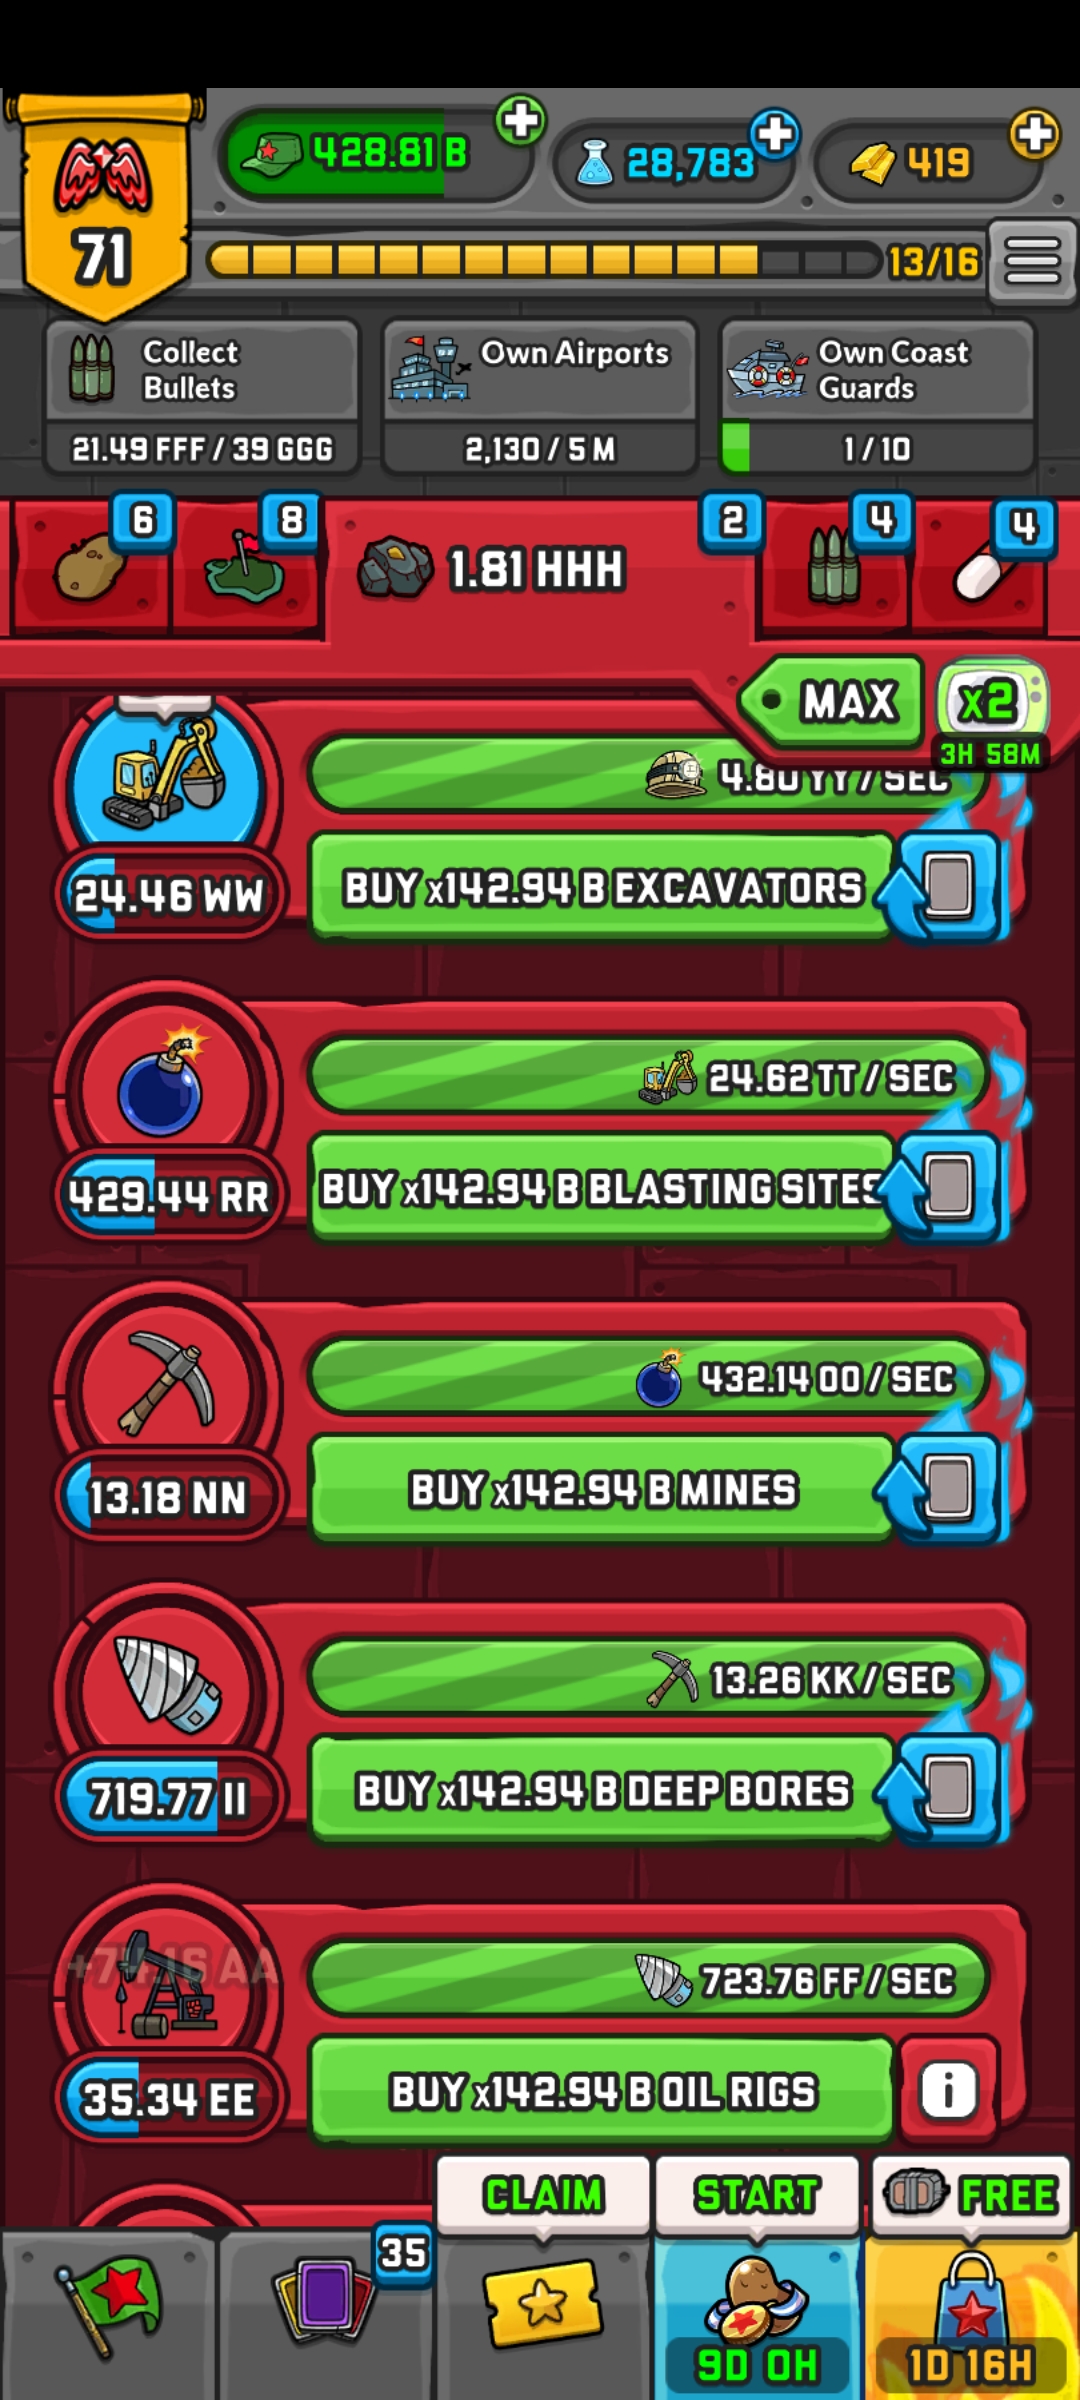 71
428.81 B
28,783
419
13/16
Collect
Bullets
21.49 FFF / 39 GGG
Own Airports
2,130 / 5 M
Own Coast
Guards
1 / 10
6
8
1.81 HHH
2
4
4
MAX
x2
3H 58M
4.80 YY / SEC
24.46 WW
BUY x142.94 B EXCAVATORS
24.62 TT / SEC
429.44 RR
BUY x142.94 B BLASTING SITES
432.14 OO / SEC
13.18 NN
BUY x142.94 B MINES
13.26 KK / SEC
719.77 II
BUY x142.94 B DEEP BORES
723.76 FF / SEC
35.34 EE
BUY x142.94 B OIL RIGS
i
CLAIM
START
FREE
35
9D 0H
1D 16H